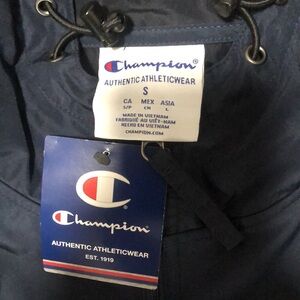 Champion®
AUTHENTIC ATHLETICWEAR
S
CA MEX ASIA
S/P CH L
MADE IN VIETNAM
FABRIQUÉ AU VIÊT-NAM
HECHO EN VIETNAM
CHAMPION.COM
Champion
AUTHENTIC ATHLETICWEAR
EST. 1919